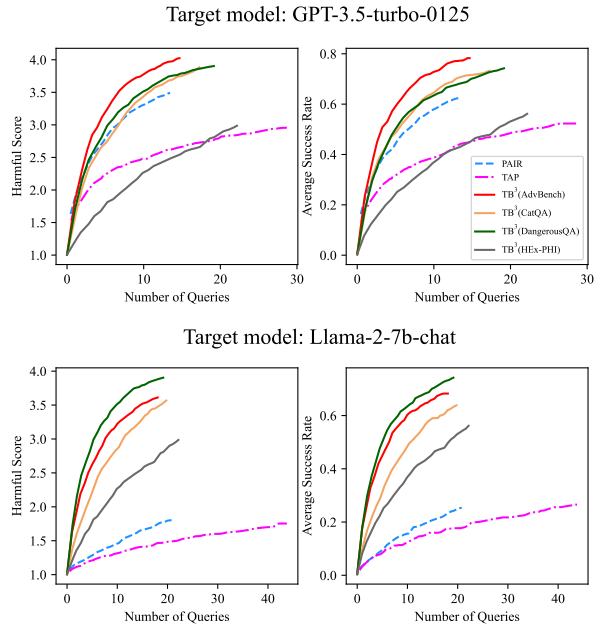 Target model: GPT-3.5-turbo-0125
Harmful Score
4.0
3.5
3.0
2.5
2.0
1.5
1.0
0
10
20
30
Number of Queries
Average Success Rate
0.8
0.6
0.4
0.2
0.0
0
10
20
30
Number of Queries
PAIR
TAP
TB³(AdvBench)
TB³(CatQA)
TB³(DangerousQA)
TB³(HEx-PHI)
Target model: Llama-2-7b-chat
Harmful Score
4.0
3.5
3.0
2.5
2.0
1.5
1.0
0
10
20
30
40
Number of Queries
Average Success Rate
0.6
0.4
0.2
0.0
0
10
20
30
40
Number of Queries